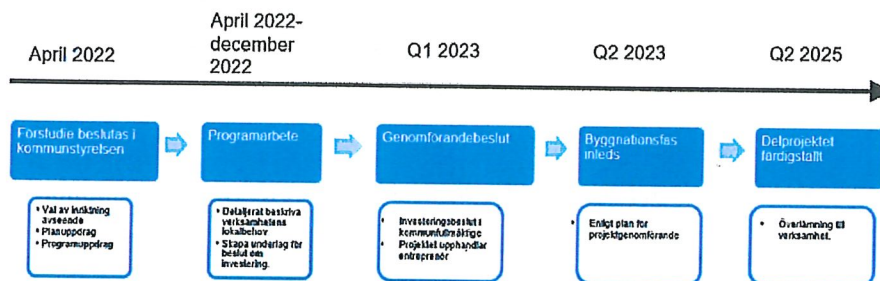 April 2022
April 2022-
december
2022
Q1 2023
Q2 2023
Q2 2025
Förstudie beslutas i
kommunstyrelsen
Programarbete
Genomförandebeslut
Byggnationsfas
inleds
Delprojektet
färdigställt
• Val av inriktning
avseende
• Planuppdrag
• Programuppdrag
• Detaljerat beskriva
verksamhetens
lokalbehov
• Skapa underlag för
beslut om
investering.
• Investeringsbeslut i
kommunfullmäktige
• Projektet upphandlar
entreprenör
• Enligt plan för
projektgenomförande
• Överlämning till
verksamhet.